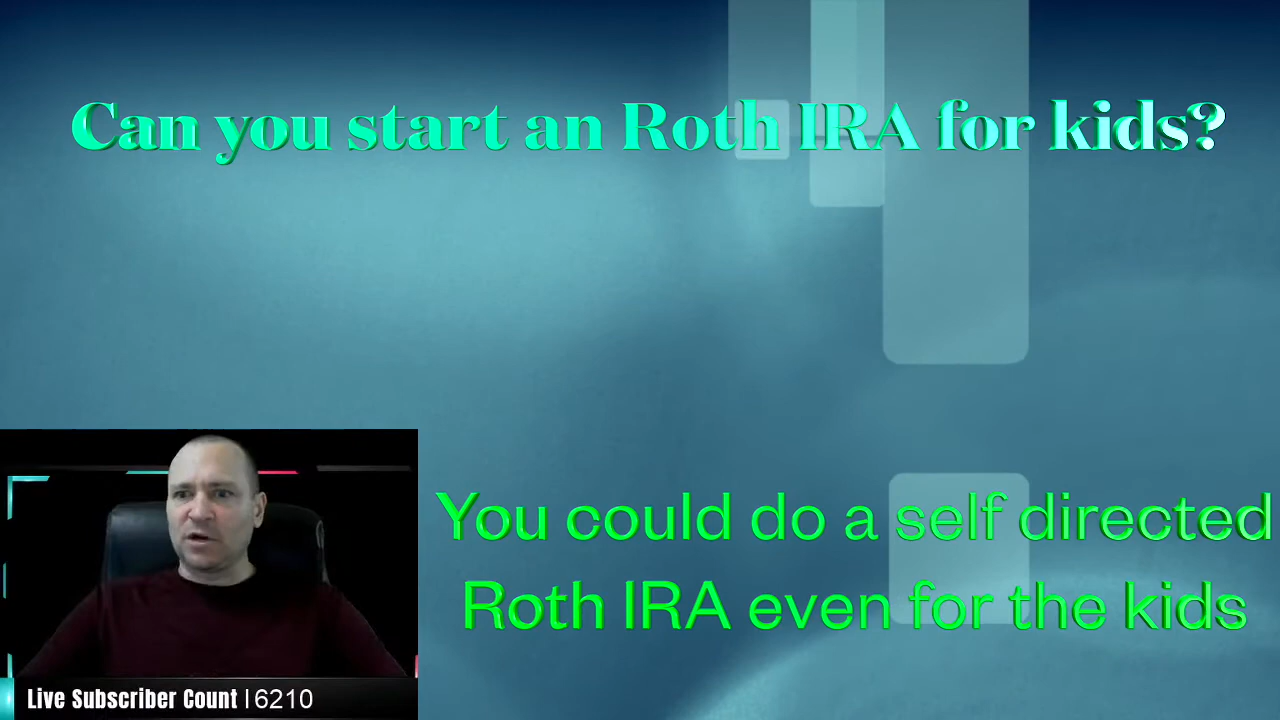 Can you start an Roth IRA for kids?
You could do a self directed
Roth IRA even for the kids
Live Subscriber Count | 6210